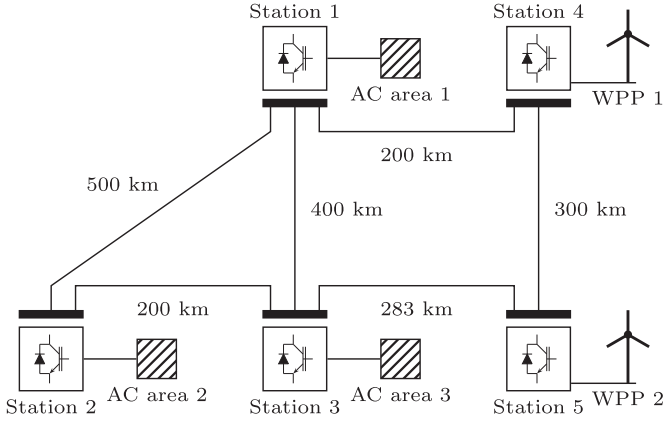 Station 1
Station 4
AC area 1
WPP 1
200 km
500 km
400 km
300 km
200 km
283 km
Station 2
AC area 2
Station 3
AC area 3
Station 5
WPP 2